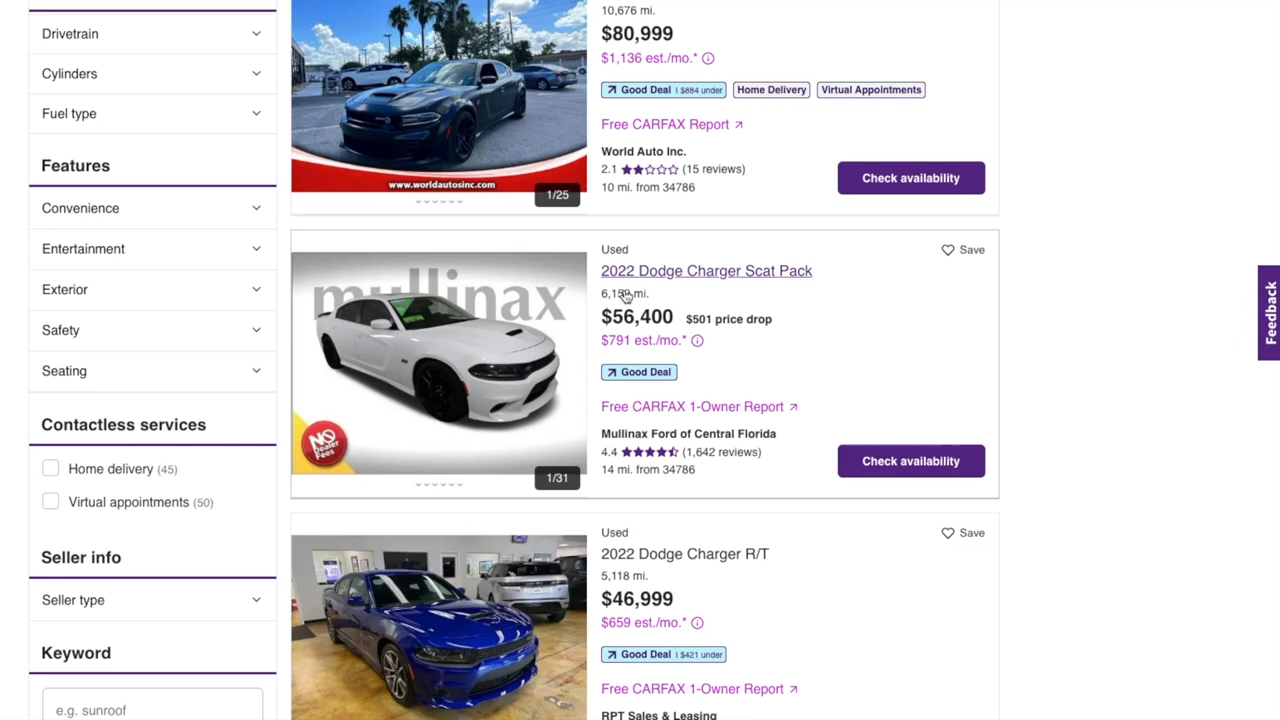 Drivetrain
Cylinders
Fuel type
Features
Convenience
Entertainment
Exterior
Safety
Seating
Contactless services
Home delivery (45)
Virtual appointments (50)
Seller info
Seller type
Keyword
e.g. sunroof
www.worldautosinc.com
1/25
10,676 mi.
$80,999
$1,136 est./mo.*
Good Deal | $884 under
Home Delivery
Virtual Appointments
Free CARFAX Report
World Auto Inc.
2.1 (15 reviews)
10 mi. from 34786
Check availability
mullinax
NO Dealer Fees
1/31
Used
Save
2022 Dodge Charger Scat Pack
mi.
$56,400 $501 price drop
$791 est./mo.*
Good Deal
Free CARFAX 1-Owner Report
Mullinax Ford of Central Florida
4.4 (1,642 reviews)
14 mi. from 34786
Check availability
Used
Save
2022 Dodge Charger R/T
5,118 mi.
$46,999
$659 est./mo.*
Good Deal | $421 under
Free CARFAX 1-Owner Report
RPT Sales & Leasing
Feedback